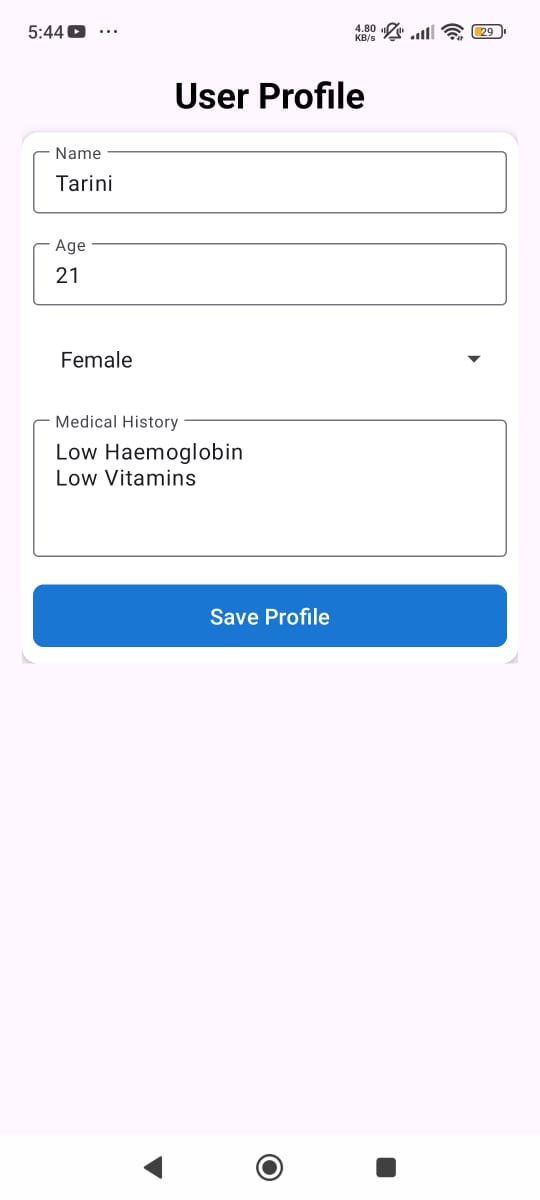 5:44 ...
4.80
KB/s
29
User Profile
Name
Tarini
Age
21
Female
Medical History
Low Haemoglobin
Low Vitamins
Save Profile